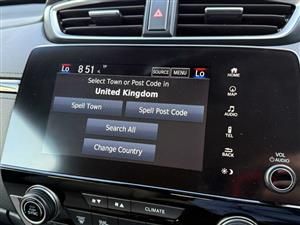 Lo
8:51
SOURCE
MENU
Lo
Select Town or Post Code in
United Kingdom
Spell Town
Spell Post Code
Search All
Change Country
HOME
MAP
AUDIO
TEL
BACK
VOL
AUDIO
SYNC
CLIMATE